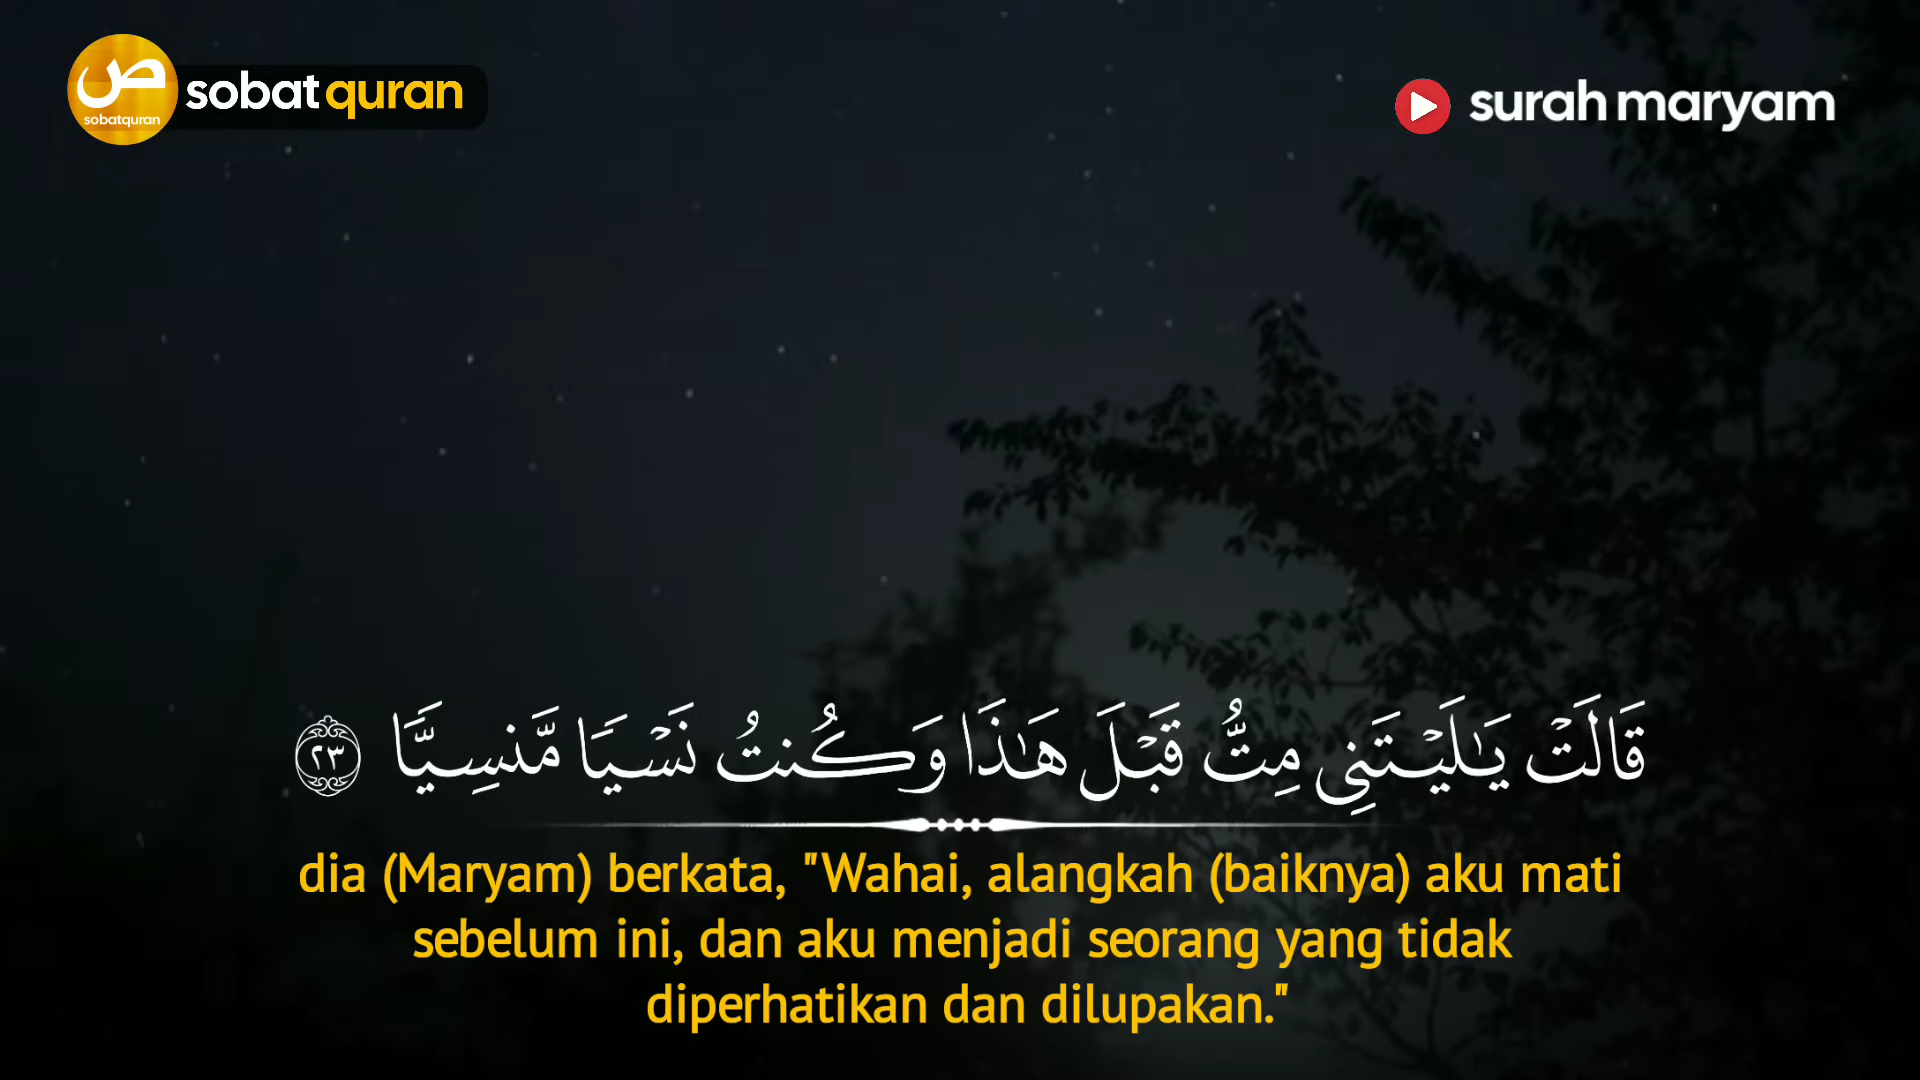 ص
sobatquran
sobat quran
surah maryam
قَالَتْ يَـٰلَيْتَنِى مِتُّ قَبْلَ هَـٰذَا وَكُنتُ نَسْيًا مَّنسِيًّا ٢٣
dia (Maryam) berkata, "Wahai, alangkah (baiknya) aku mati
sebelum ini, dan aku menjadi seorang yang tidak
diperhatikan dan dilupakan."